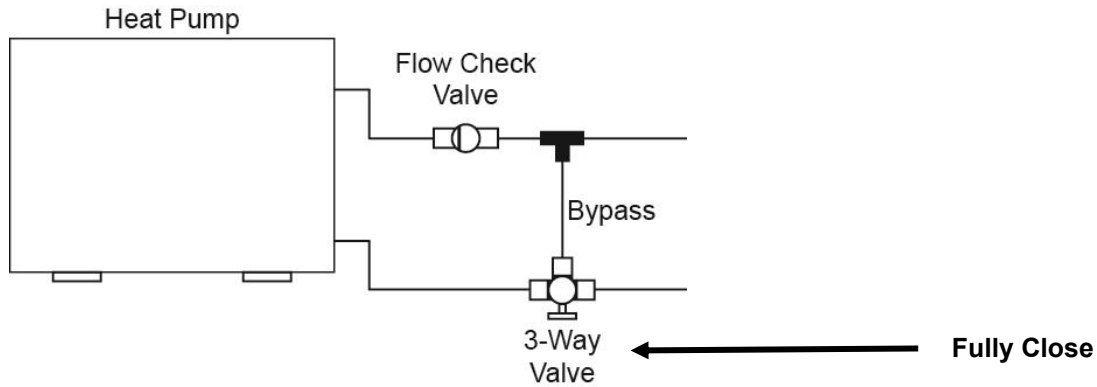 Heat Pump
Flow Check
Valve
Bypass
3-Way
Valve
Fully Close